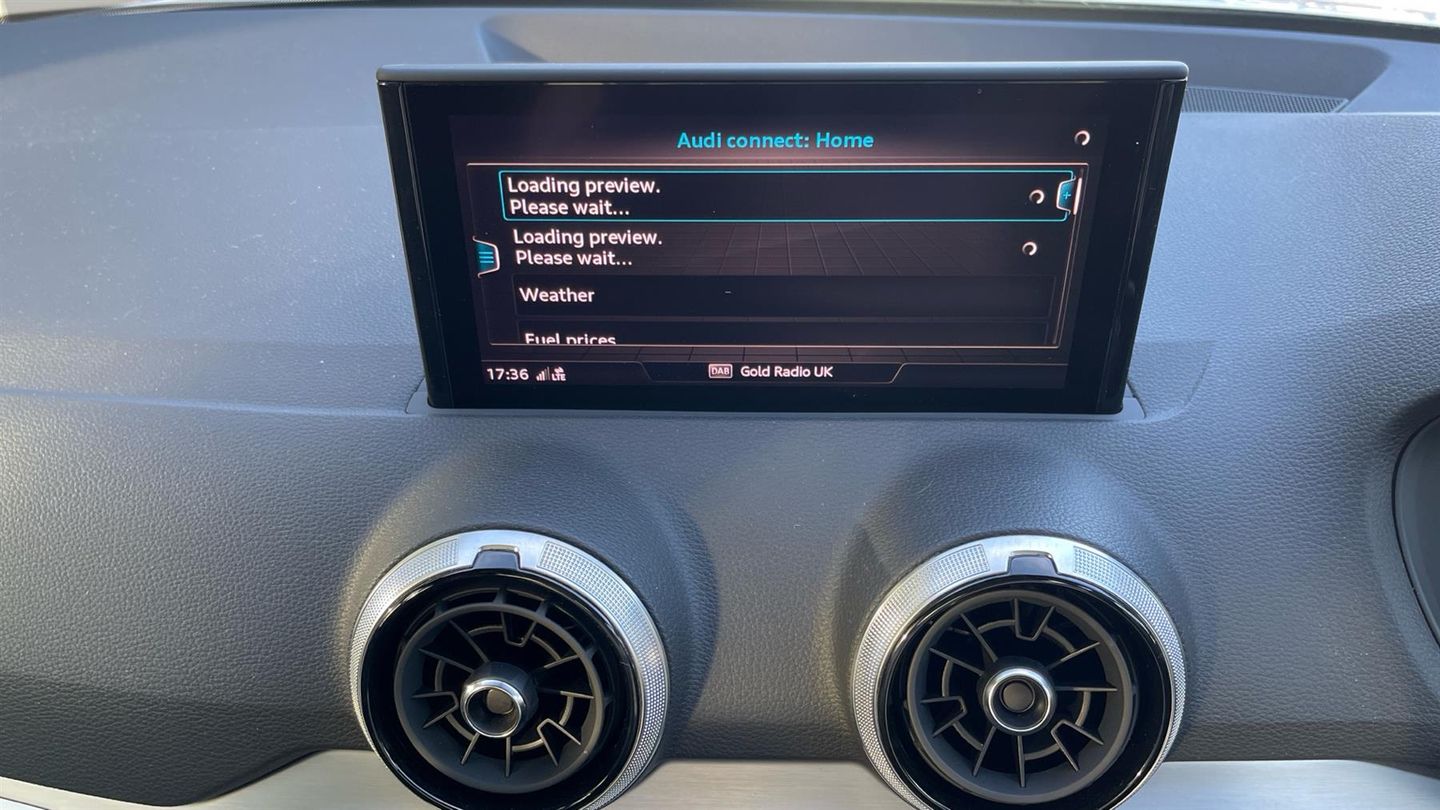 Audi connect: Home
Loading preview.
Please wait...
Loading preview.
Please wait...
Weather
Fuel prices
17:36 LTE DAB Gold Radio UK